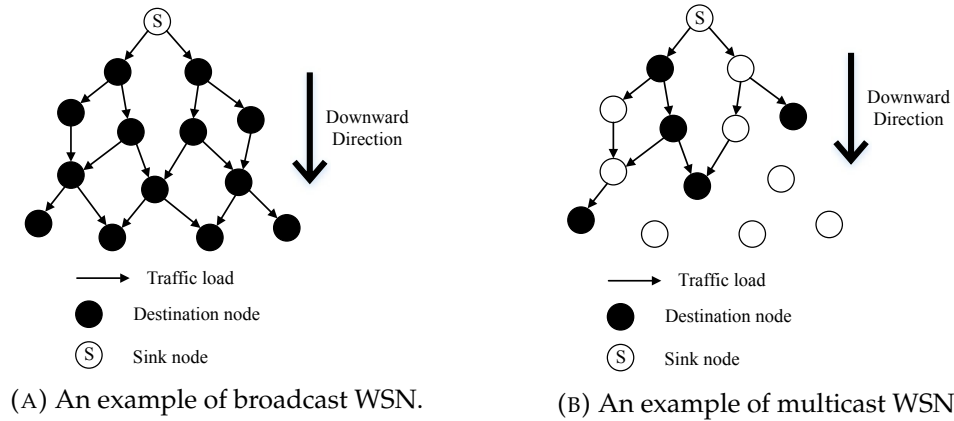 S
Downward
Direction
Traffic load
Destination node
S
Sink node
(A) An example of broadcast WSN.
S
Downward
Direction
Traffic load
Destination node
S
Sink node
(B) An example of multicast WSN